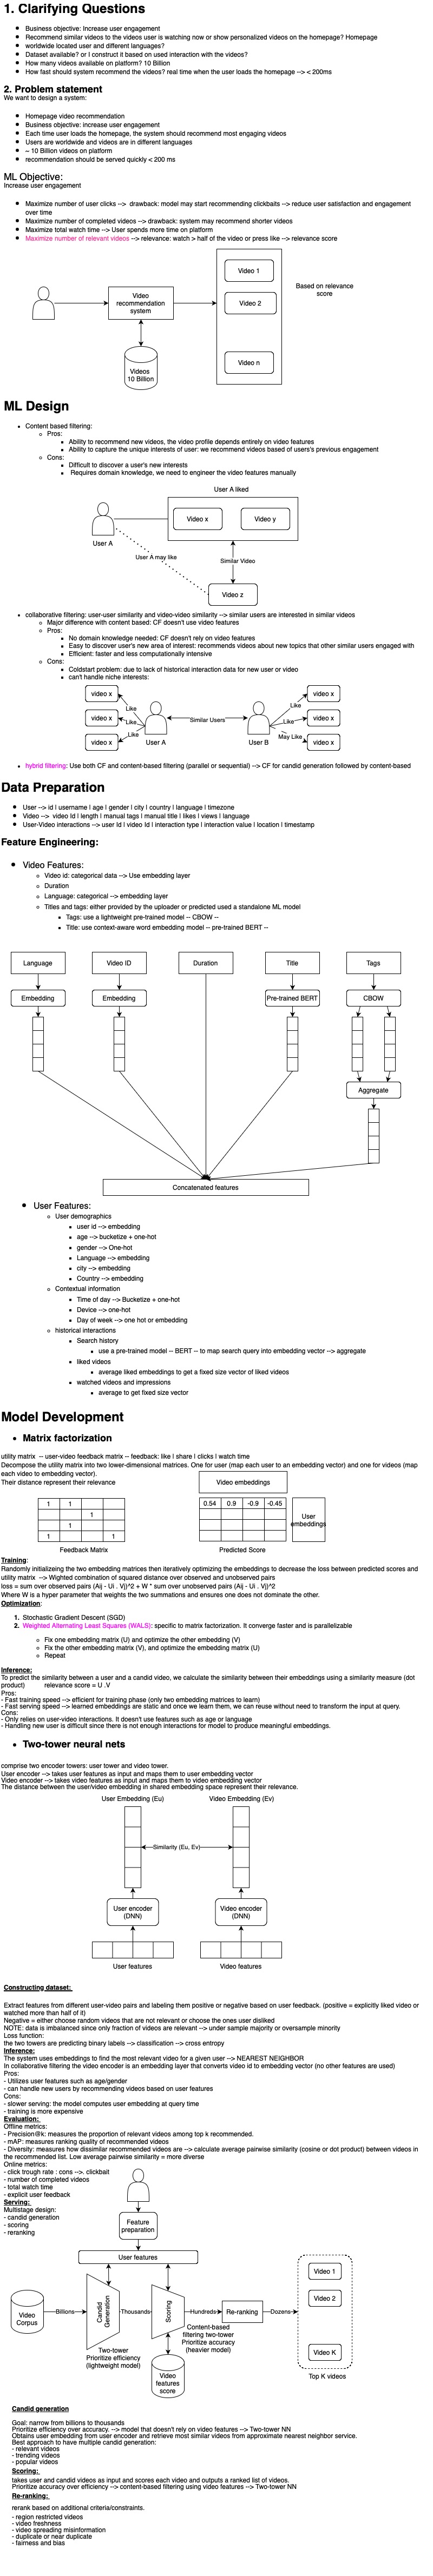 1. Clarifying Questions
Business objective: Increase user engagement
Recommend similar videos to the videos user is watching now or show personalized videos on the homepage? Homepage
worldwide located user and different languages?
Dataset available? or I construct it based on used interaction with the videos?
How many videos available on platform? 10 Billion
How fast should system recommend the videos? real time when the user loads the homepage --> < 200ms
2. Problem statement
We want to design a system:
Homepage video recommendation
Business objective: increase user engagement
Each time user loads the homepage, the system should recommend most engaging videos
Users are worldwide and videos are in different languages
~ 10 Billion videos on platform
recommendation should be served quickly < 200 ms
ML Objective:
Increase user engagement
Maximize number of user clicks --> drawback: model may start recommending clickbaits --> reduce user satisfaction and engagement
over time
Maximize number of completed videos --> drawback: system may recommend shorter videos
Maximize total watch time --> User spends more time on platform
Maximize number of relevant videos --> relevance: watch > half of the video or press like --> relevance score
Video
recommendation
system
Video 1
Video 2
Video n
Based on relevance
score
Videos
10 Billion
ML Design
Content based filtering:
Pros:
Ability to recommend new videos, the video profile depends entirely on video features
Ability to capture the unique interests of user: we recommend videos based of users's previous engagement
Cons:
Difficult to discover a user's new interests
Requires domain knowledge, we need to engineer the video features manually
User A liked
Video x
Video y
User A
User A may like
Similar Video
Video z
collaborative filtering: user-user similarity and video-video similarity --> similar users are interested in similar videos
Major difference with content based: CF doesn't use video features
Pros:
No domain knowledge needed: CF doesn't rely on video features
Easy to discover user's new area of interest: recommends videos about new topics that other similar users engaged with
Efficient: faster and less computationally intensive
Cons:
Coldstart problem: due to lack of historical interaction data for new user or video
can't handle niche interests:
video x
video x
video x
Like
Like
Like
User A
Similar Users
User B
Like
Like
May Like
video x
video x
video x
hybrid filtering: Use both CF and content-based filtering (parallel or sequential) --> CF for candid generation followed by content-based
Data Preparation
User --> id | username | age | gender | city | country | language | timezone
Video --> video Id | length | manual tags | manual title | likes | views | language
User-Video interactions --> user Id | video Id | interaction type | interaction value | location | timestamp
Feature Engineering:
Video Features:
Video id: categorical data --> Use embedding layer
Duration
Language: categorical --> embedding layer
Titles and tags: either provided by the uploader or predicted used a standalone ML model
Tags: use a lightweight pre-trained model -- CBOW --
Title: use context-aware word embedding model -- pre-trained BERT --
Language
Video ID
Duration
Title
Tags
Embedding
Embedding
Pre-trained BERT
CBOW
Aggregate
Concatenated features
User Features:
User demographics
user id --> embedding
age --> bucketize + one-hot
gender --> One-hot
Language --> embedding
city --> embedding
Country --> embedding
Contextual information
Time of day --> Bucketize + one-hot
Device --> one-hot
Day of week --> one hot or embedding
historical interactions
Search history
use a pre-trained model -- BERT -- to map search query into embedding vector --> aggregate
liked videos
average liked embeddings to get a fixed size vector of liked videos
watched videos and impressions
average to get fixed size vector
Model Development
Matrix factorization
utility matrix -- user-video feedback matrix -- feedback: like | share | clicks | watch time
Decompose the utility matrix into two lower-dimensional matrices. One for user (map each user to an embedding vector) and one for videos (map
each video to embedding vector).
Their distance represent their relevance
Video embeddings
1 1
1
1
1 1
0.54 0.9 -0.9 -0.45
User
embeddings
Feedback Matrix
Predicted Score
Training:
Randomly initializeing the two embedding matrices then iteratively optimizing the embeddings to decrease the loss between predicted scores and
utility matrix --> Wighted combination of squared distance over observed and unobserved pairs
loss = sum over observed pairs (Aij - Ui . Vj)^2 + W * sum over unobserved pairs (Aij - Ui . Vj)^2
Where W is a hyper parameter that weights the two summations and ensures one does not dominate the other.
Optimization:
1. Stochastic Gradient Descent (SGD)
2. Weighted Alternating Least Squares (WALS): specific to matrix factorization. It converge faster and is parallelizable
Fix one embedding matrix (U) and optimize the other embedding (V)
Fix the other embedding matrix (V), and optimize the embedding matrix (U)
Repeat
Inference:
To predict the similarity between a user and a candid video, we calculate the similarity between their embeddings using a similarity measure (dot
product) relevance score = U .V
Pros:
- Fast training speed --> efficient for training phase (only two embedding matrices to learn)
- Fast serving speed --> learned embeddings are static and once we learn them, we can reuse without need to transform the input at query.
Cons:
- Only relies on user-video interactions. It doesn't use features such as age or language
- Handling new user is difficult since there is not enough interactions for model to produce meaningful embeddings.
Two-tower neural nets
comprise two encoder towers: user tower and video tower.
User encoder --> takes user features as input and maps them to user embedding vector
Video encoder --> takes video features as input and maps them to video embedding vector
The distance between the user/video embedding in shared embedding space represent their relevance.
User Embedding (Eu)
Video Embedding (Ev)
Similarity (Eu, Ev)
User encoder
(DNN)
Video encoder
(DNN)
User features
Video features
Constructing dataset:
Extract features from different user-video pairs and labeling them positive or negative based on user feedback. (positive = explicitly liked video or
watched more than half of it)
Negative = either choose random videos that are not relevant or choose the ones user disliked
NOTE: data is imbalanced since only fraction of videos are relevant --> under sample majority or oversample minority
Loss function:
the two towers are predicting binary labels --> classification --> cross entropy
Inference:
The system uses embeddings to find the most relevant video for a given user --> NEAREST NEIGHBOR
In collaborative filtering the video encoder is an embedding layer that converts video id to embedding vector (no other features are used)
Pros:
- Utilizes user features such as age/gender
- can handle new users by recommending videos based on user features
Cons:
- slower serving: the model computes user embedding at query time
- training is more expensive
Evaluation:
Offline metrics:
- Precision@k: measures the proportion of relevant videos among top k recommended.
- mAP: measures ranking quality of recommended videos
- Diversity: measures how dissimilar recommended videos are --> calculate average pairwise similarity (cosine or dot product) between videos in
the recommended list. Low average pairwise similarity = more diverse
Online metrics:
- click trough rate : cons -->. clickbait
- number of completed videos
- total watch time
- explicit user feedback
Serving:
Multistage design:
- candid generation
- scoring
- reranking
Feature
preparation
User features
Video
Corpus
Billions
Candid
Generation
Thousands
Scoring
Hundreds
Re-ranking
Dozens
Video 1
Video 2
Video K
Top K videos
Two-tower
Prioritize efficiency
(lightweight model)
Content-based
filtering two-tower
Prioritize accuracy
(heavier model)
Video
features
score
Candid generation
Goal: narrow from billions to thousands
Prioritize efficiency over accuracy. --> model that doesn't rely on video features --> Two-tower NN
Obtains user embedding from user encoder and retrieve most similar videos from approximate nearest neighbor service.
Best approach to have multiple candid generation:
- relevant videos
- trending videos
- popular videos
Scoring:
takes user and candid videos as input and scores each video and outputs a ranked list of videos.
Prioritize accuracy over efficiency --> content-based filtering using video features --> Two-tower NN
Re-ranking:
rerank based on additional criteria/constraints.
- region restricted videos
- video freshness
- video spreading misinformation
- duplicate or near duplicate
- fairness and bias